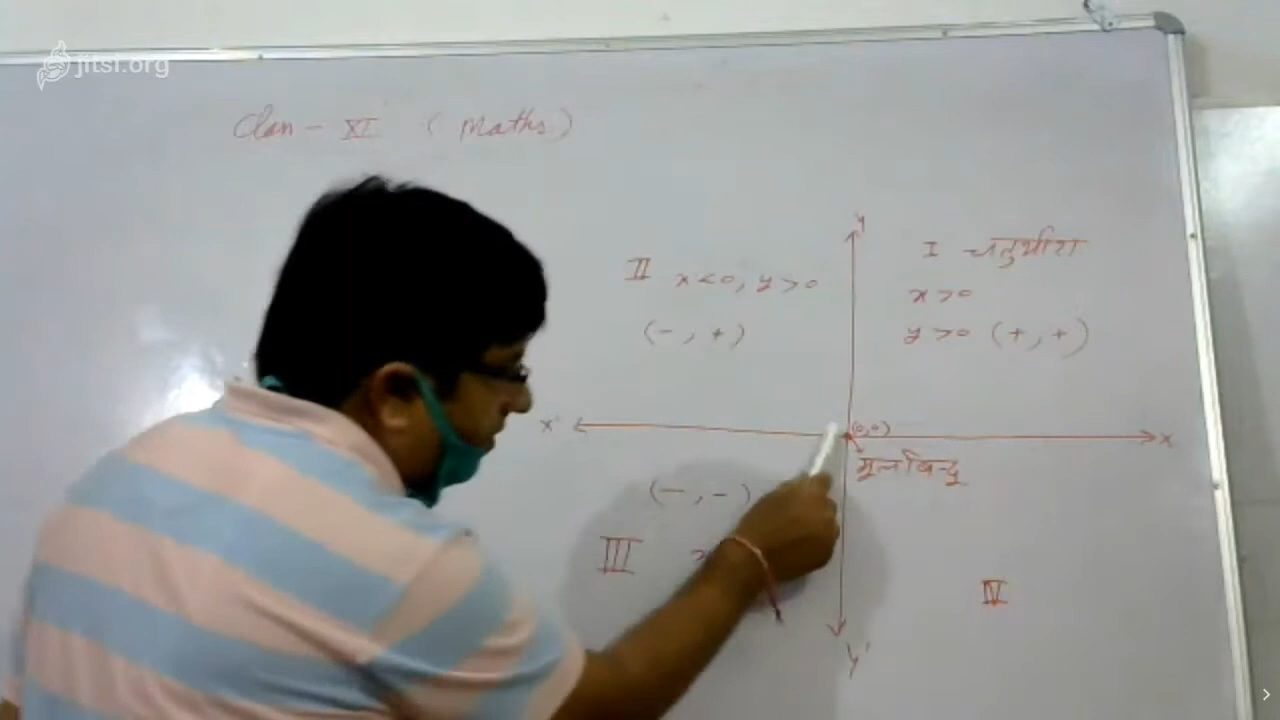 jitsi.org
Class - XI (Maths)
y
I चतुर्थांश
II x<0, y>0
x>0
(-, +)
y>0 (+, +)
x'
(0,0)
x
मूलबिन्दू
(-, -)
III
IV
y'